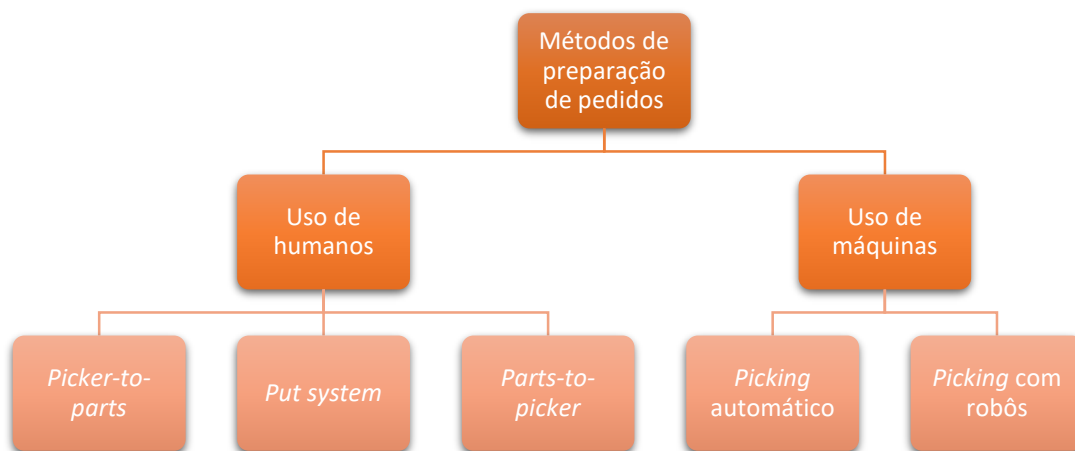 Métodos de
preparação
de pedidos
Uso de
humanos
Uso de
máquinas
Picker-to-
parts
Put system
Parts-to-
picker
Picking
automático
Picking com
robôs